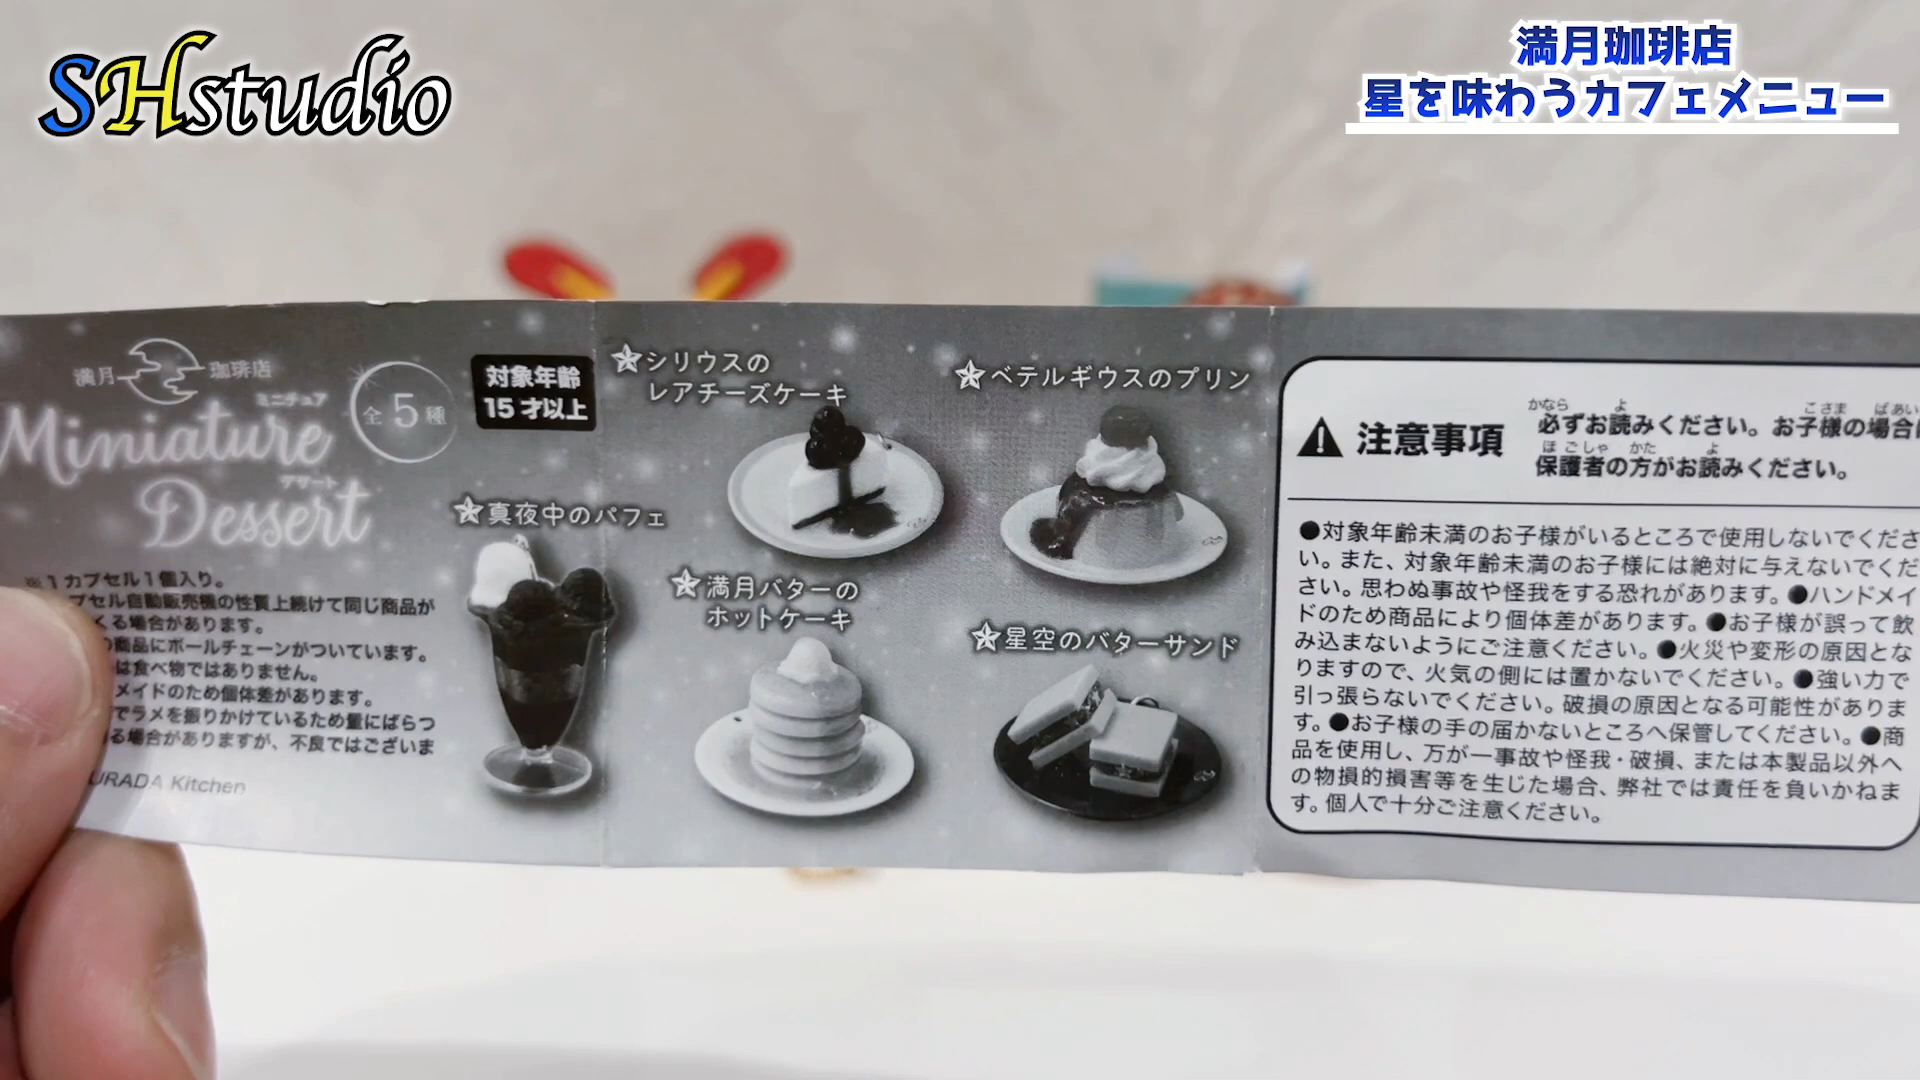 SHstudio
満月珈琲店
星を味わうカフェメニュー
満月 珈琲店
ミニチュア
Miniature
デザート
Dessert
全5種
対象年齢
15才以上
※1カプセル1個入り。
プセル自動販売機の性質上続けて同じ商品が
くる場合があります。
の商品にボールチェーンがついています。
は食べ物ではありません。
メイドのため個体差があります。
でラメを振りかけているため量にばらつ
る場合がありますが、不良ではございま
URADA Kitchen
★真夜中のパフェ
★シリウスの
レアチーズケーキ
★ベテルギウスのプリン
★満月バターの
ホットケーキ
★星空のバターサンド
注意事項
かなら よ こさま ばあい
必ずお読みください。お子様の場合
ほごしゃ かた よ
保護者の方がお読みください。
●対象年齢未満のお子様がいるところで使用しないでくださ
い。また、対象年齢未満のお子様には絶対に与えないでくだ
さい。思わぬ事故や怪我をする恐れがあります。●ハンドメイ
ドのため商品により個体差があります。●お子様が誤って飲
み込まないようにご注意ください。●火災や変形の原因とな
りますので、火気の側には置かないでください。●強い力で
引っ張らないでください。破損の原因となる可能性がありま
す。●お子様の手の届かないところへ保管してください。●商
品を使用し、万が一事故や怪我・破損、または本製品以外へ
の物損的損害等を生じた場合、弊社では責任を負いかねま
す。個人で十分ご注意ください。